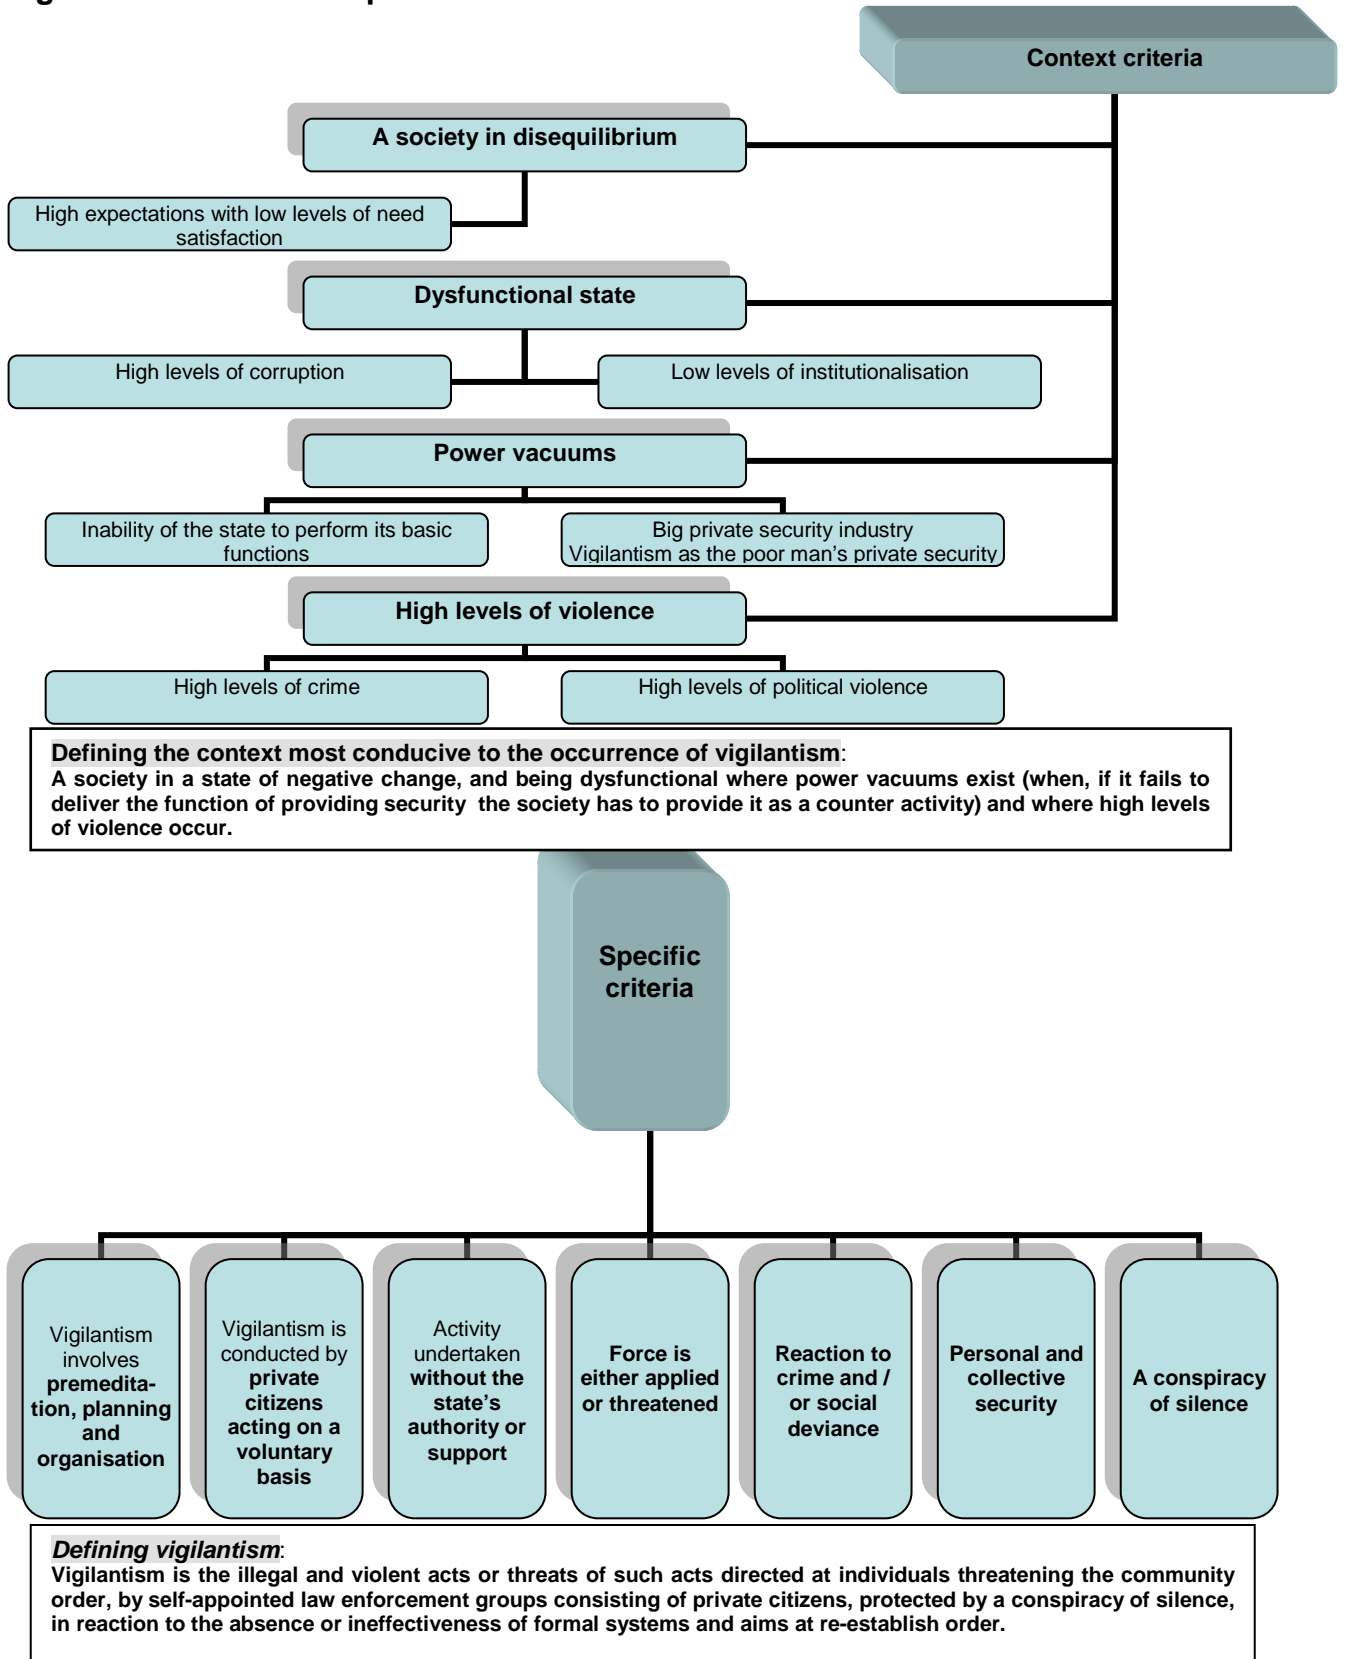 Context criteria
A society in disequilibrium
High expectations with low levels of need
satisfaction
Dysfunctional state
High levels of corruption
Low levels of institutionalisation
Power vacuums
Inability of the state to perform its basic
functions
Big private security industry
Vigilantism as the poor man’s private security
High levels of violence
High levels of crime
High levels of political violence
Defining the context most conducive to the occurrence of vigilantism:
A society in a state of negative change, and being dysfunctional where power vacuums exist (when, if it fails to
deliver the function of providing security the society has to provide it as a counter activity) and where high levels
of violence occur.
Specific
criteria
Vigilantism
involves
premedita-
tion, planning
and
organisation
Vigilantism is
conducted by
private
citizens
acting on a
voluntary
basis
Activity
undertaken
without the
state’s
authority or
support
Force is
either applied
or threatened
Reaction to
crime and /
or social
deviance
Personal and
collective
security
A conspiracy
of silence
Defining vigilantism:
Vigilantism is the illegal and violent acts or threats of such acts directed at individuals threatening the community
order, by self-appointed law enforcement groups consisting of private citizens, protected by a conspiracy of silence,
in reaction to the absence or ineffectiveness of formal systems and aims at re-establish order.